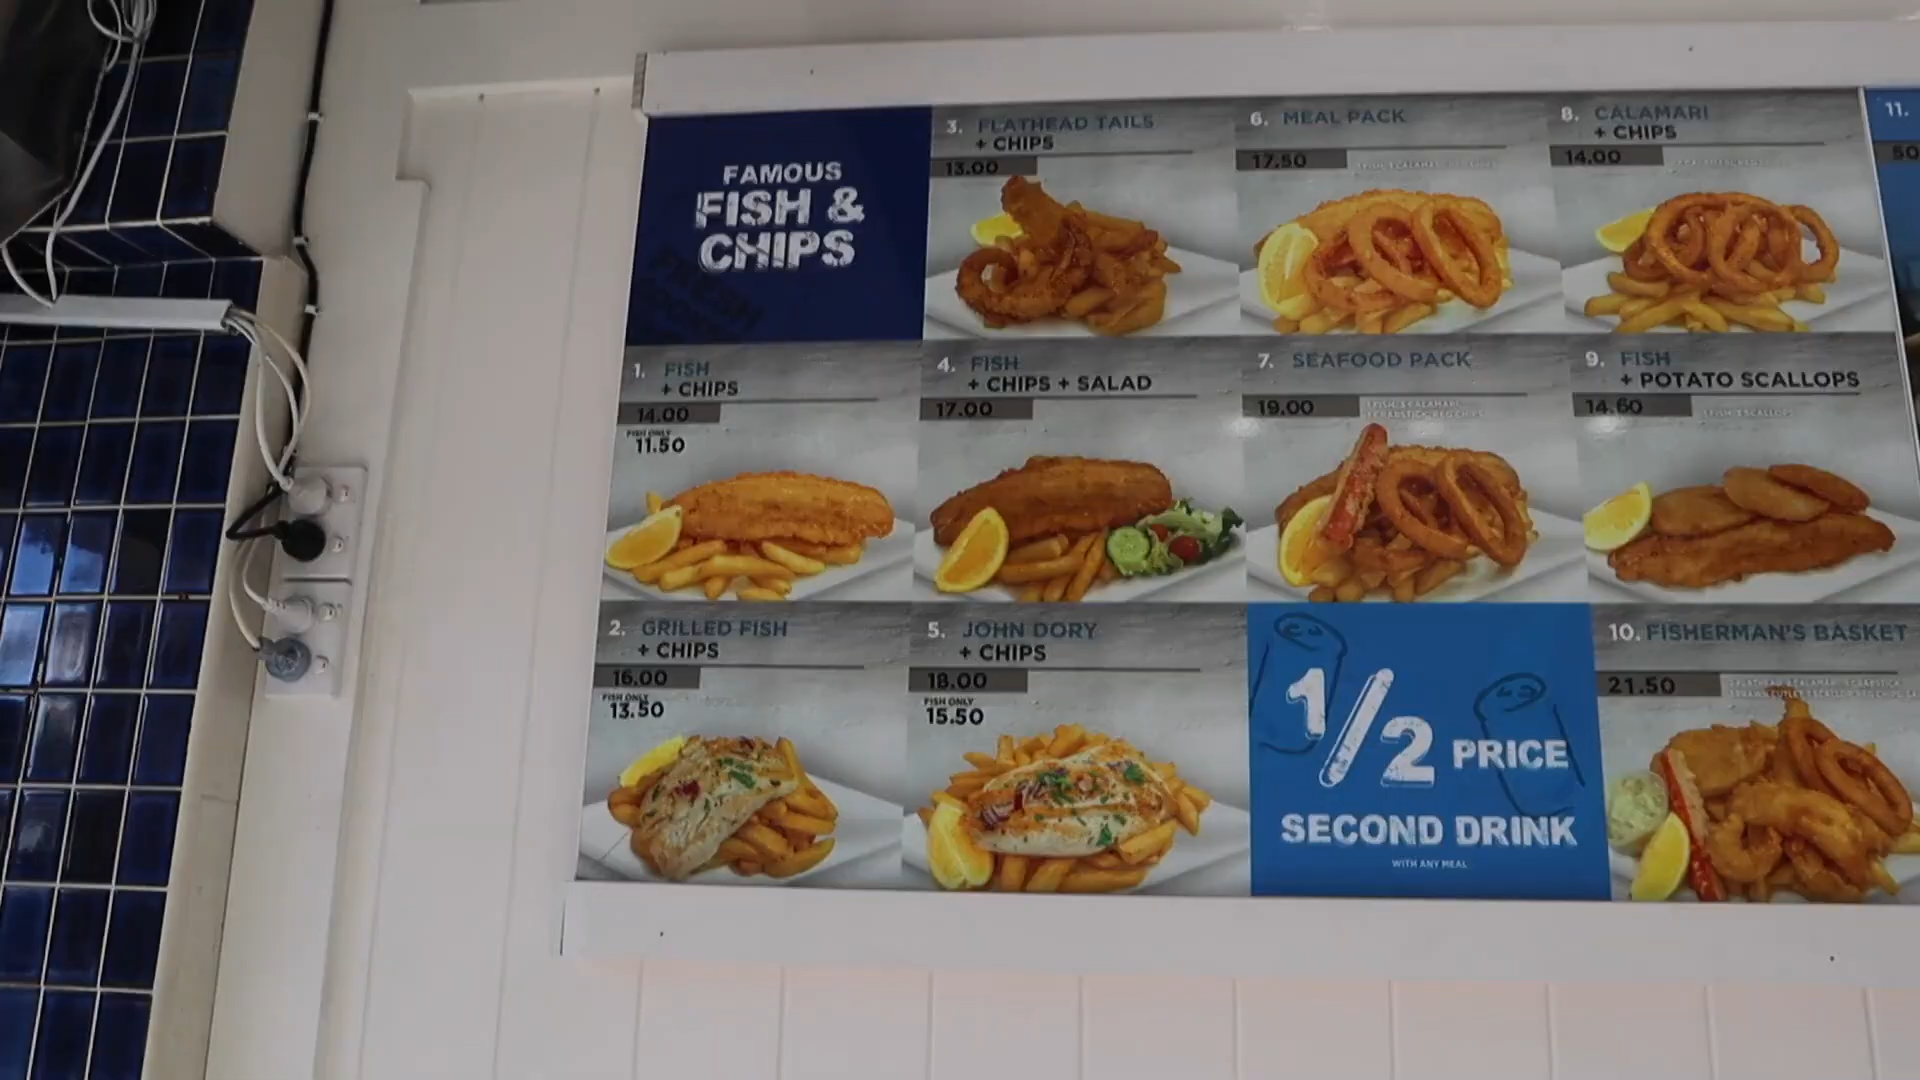 FAMOUS
FISH &
CHIPS
FRESH
3. FLATHEAD TAILS
+ CHIPS
13.00
6. MEAL PACK
17.50
8. CALAMARI
+ CHIPS
14.00
11.
50
1. FISH
+ CHIPS
14.00
FISH ONLY
11.50
4. FISH
+ CHIPS + SALAD
17.00
7. SEAFOOD PACK
19.00
9. FISH
+ POTATO SCALLOPS
14.60
2. GRILLED FISH
+ CHIPS
16.00
FISH ONLY
13.50
5. JOHN DORY
+ CHIPS
18.00
FISH ONLY
15.50
1/2 PRICE
SECOND DRINK
WITH ANY MEAL
10. FISHERMAN'S BASKET
21.50